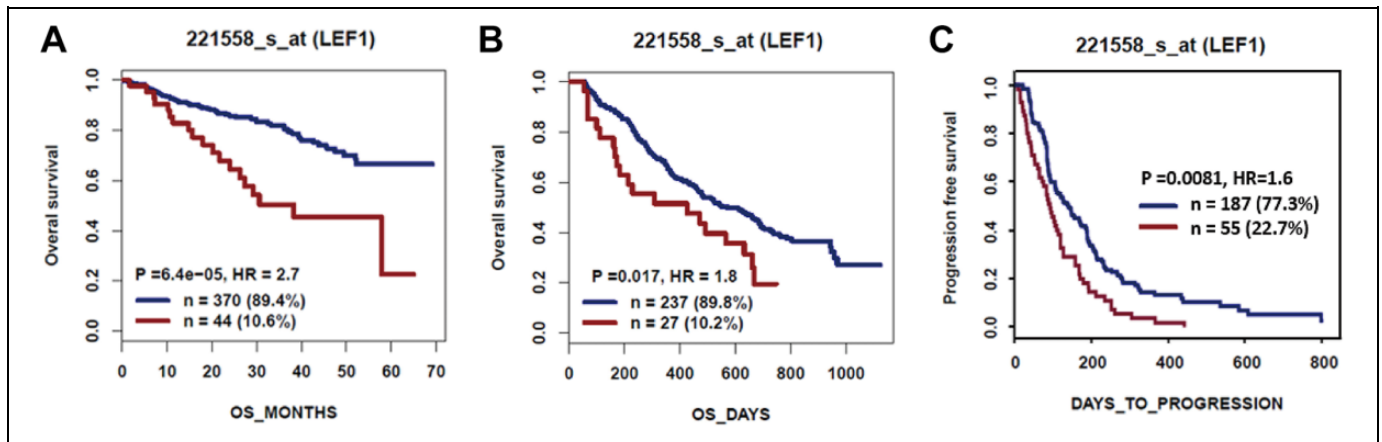 A
221558_s_at (LEF1)
Overall survival
1.0
0.8
0.6
0.4
0.2
0.0
P =6.4e−05, HR = 2.7
n = 370 (89.4%)
n = 44 (10.6%)
0 10 20 30 40 50 60 70
OS_MONTHS
B
221558_s_at (LEF1)
Overall survival
1.0
0.8
0.6
0.4
0.2
0.0
P =0.017, HR = 1.8
n = 237 (89.8%)
n = 27 (10.2%)
0 200 400 600 800 1000
OS_DAYS
C
221558_s_at (LEF1)
Progression free survival
1.0
0.8
0.6
0.4
0.2
0.0
P =0.0081, HR=1.6
n = 187 (77.3%)
n = 55 (22.7%)
0 200 400 600 800
DAYS_TO_PROGRESSION